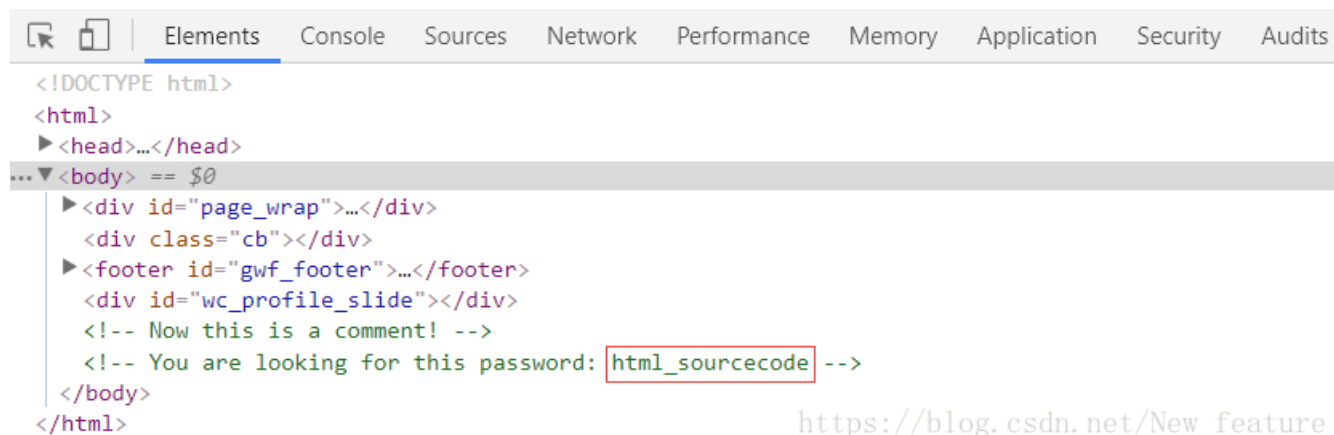 Elements Console Sources Network Performance Memory Application Security Audits
<!DOCTYPE html>
<html>
▶<head>…</head>
…▼<body> == $0
▶<div id="page_wrap">…</div>
<div class="cb"></div>
▶<footer id="gwf_footer">…</footer>
<div id="wc_profile_slide"></div>
<!-- Now this is a comment! -->
<!-- You are looking for this password: html_sourcecode -->
</body>
</html>
https://blog.csdn.net/New_feature